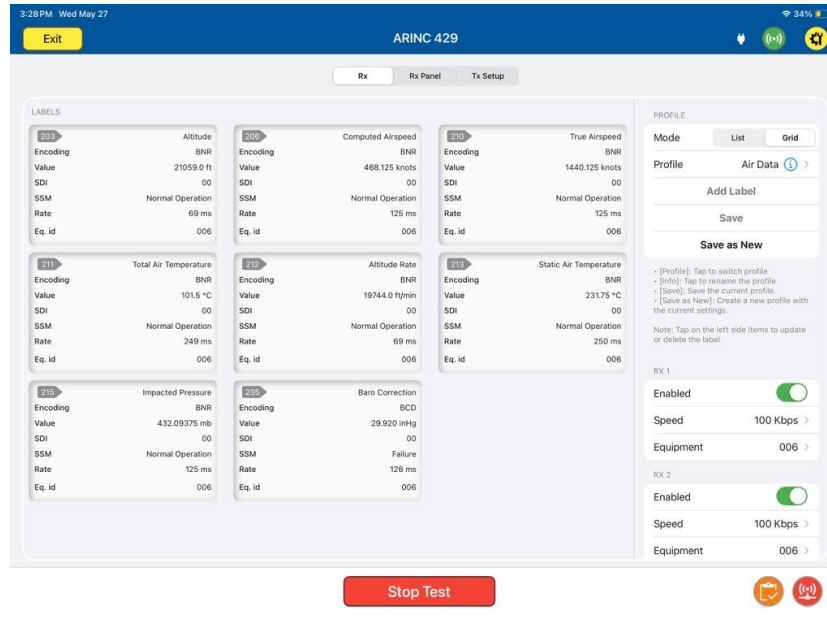 3:28 PM Wed May 27
34%
Exit
ARINC 429
Rx Rx Panel Tx Setup
LABELS
203 Altitude
Encoding BNR
Value 21059.0 ft
SDI 00
SSM Normal Operation
Rate 69 ms
Eq. id 006
206 Computed Airspeed
Encoding BNR
Value 468.125 knots
SDI 00
SSM Normal Operation
Rate 125 ms
Eq. id 006
210 True Airspeed
Encoding BNR
Value 1440.125 knots
SDI 00
SSM Normal Operation
Rate 125 ms
Eq. id 006
211 Total Air Temperature
Encoding BNR
Value 101.5 °C
SDI 00
SSM Normal Operation
Rate 249 ms
Eq. id 006
212 Altitude Rate
Encoding BNR
Value 19744.0 ft/min
SDI 00
SSM Normal Operation
Rate 69 ms
Eq. id 006
213 Static Air Temperature
Encoding BNR
Value 231.75 °C
SDI 00
SSM Normal Operation
Rate 250 ms
Eq. id 006
215 Impacted Pressure
Encoding BNR
Value 432.09375 mb
SDI 00
SSM Normal Operation
Rate 125 ms
Eq. id 006
235 Baro Correction
Encoding BCD
Value 29.920 inHg
SDI 00
SSM Failure
Rate 126 ms
Eq. id 006
PROFILE
Mode List Grid
Profile Air Data
Add Label
Save
Save as New
• [Profile]: Tap to switch profile
• [Info]: Tap to rename the profile
• [Save]: Save the current profile.
• [Save as New]: Create a new profile with
the current settings.
Note: Tap on the left side items to update
or delete the label
RX 1
Enabled
Speed 100 Kbps
Equipment 006
RX 2
Enabled
Speed 100 Kbps
Equipment 006
Stop Test